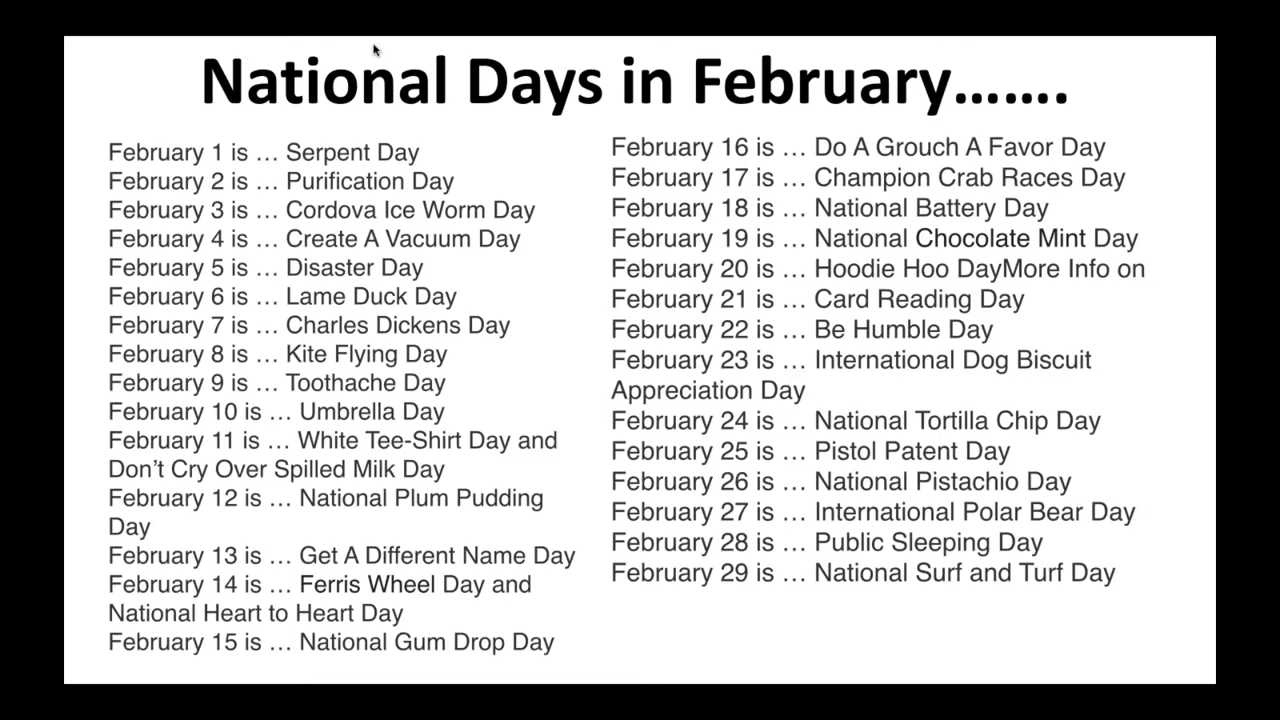 National Days in February…….
February 1 is … Serpent Day
February 2 is … Purification Day
February 3 is … Cordova Ice Worm Day
February 4 is … Create A Vacuum Day
February 5 is … Disaster Day
February 6 is … Lame Duck Day
February 7 is … Charles Dickens Day
February 8 is … Kite Flying Day
February 9 is … Toothache Day
February 10 is … Umbrella Day
February 11 is … White Tee-Shirt Day and
Don’t Cry Over Spilled Milk Day
February 12 is … National Plum Pudding
Day
February 13 is … Get A Different Name Day
February 14 is … Ferris Wheel Day and
National Heart to Heart Day
February 15 is … National Gum Drop Day
February 16 is … Do A Grouch A Favor Day
February 17 is … Champion Crab Races Day
February 18 is … National Battery Day
February 19 is … National Chocolate Mint Day
February 20 is … Hoodie Hoo DayMore Info on
February 21 is … Card Reading Day
February 22 is … Be Humble Day
February 23 is … International Dog Biscuit
Appreciation Day
February 24 is … National Tortilla Chip Day
February 25 is … Pistol Patent Day
February 26 is … National Pistachio Day
February 27 is … International Polar Bear Day
February 28 is … Public Sleeping Day
February 29 is … National Surf and Turf Day